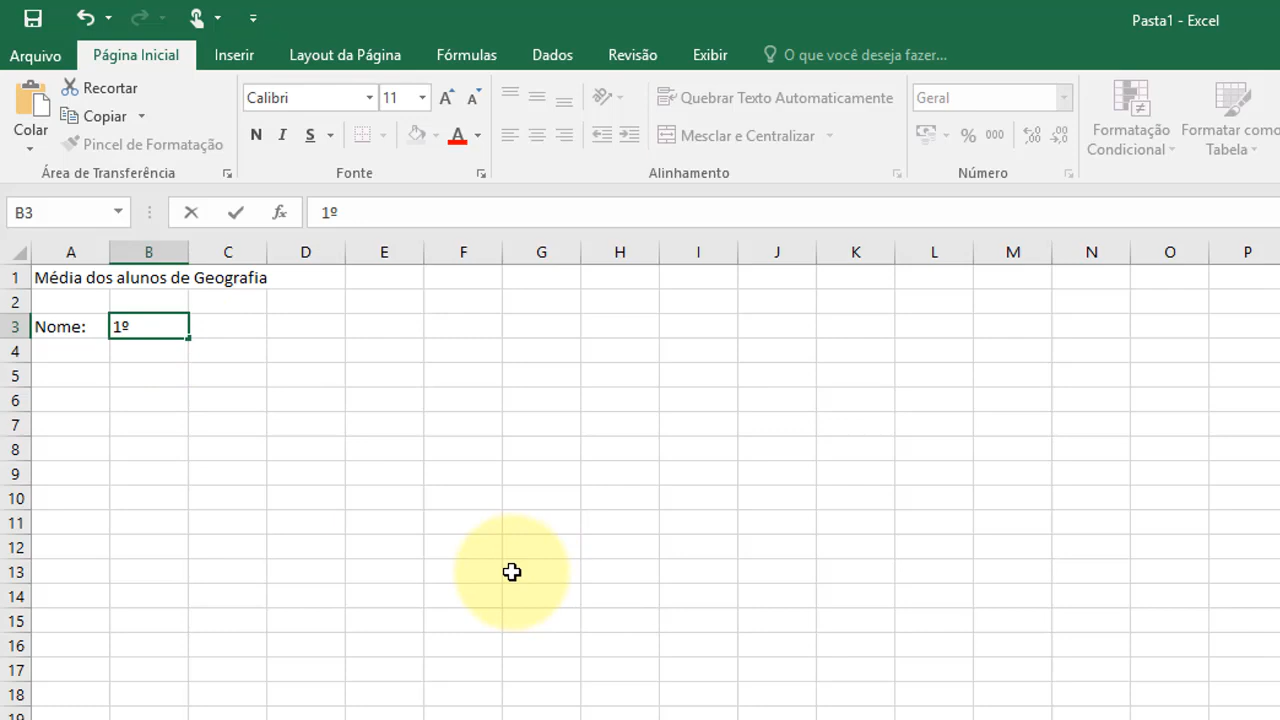 Pasta1 - Excel
Arquivo Página Inicial Inserir Layout da Página Fórmulas Dados Revisão Exibir O que você deseja fazer...
Colar
Recortar
Copiar
Pincel de Formatação
Área de Transferência
Calibri 11
N I S A
Fonte
Quebrar Texto Automaticamente
Mesclar e Centralizar
Alinhamento
Geral
% 000 ,00 ,00
Número
Formatação Condicional
Formatar como Tabela
B3 fx 1º
A B C D E F G H I J K L M N O P
1 Média dos alunos de Geografia
2
3 Nome: 1º
4
5
6
7
8
9
10
11
12
13
14
15
16
17
18
19